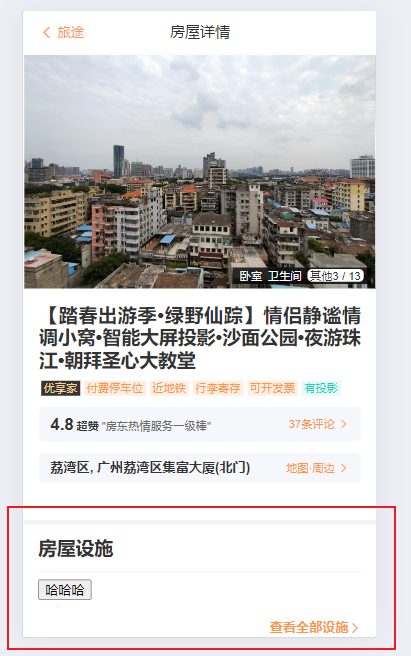 旅途
房屋详情
卧室 卫生间 其他3 / 13
【踏春出游季•绿野仙踪】情侣静谧情
调小窝•智能大屏投影•沙面公园•夜游珠
江•朝拜圣心大教堂
优享家 付费停车位 近地铁 行李寄存 可开发票 有投影
4.8 超赞 "房东热情服务一级棒" 37条评论
荔湾区, 广州荔湾区集富大厦(北门) 地图·周边
房屋设施
哈哈哈
查看全部设施